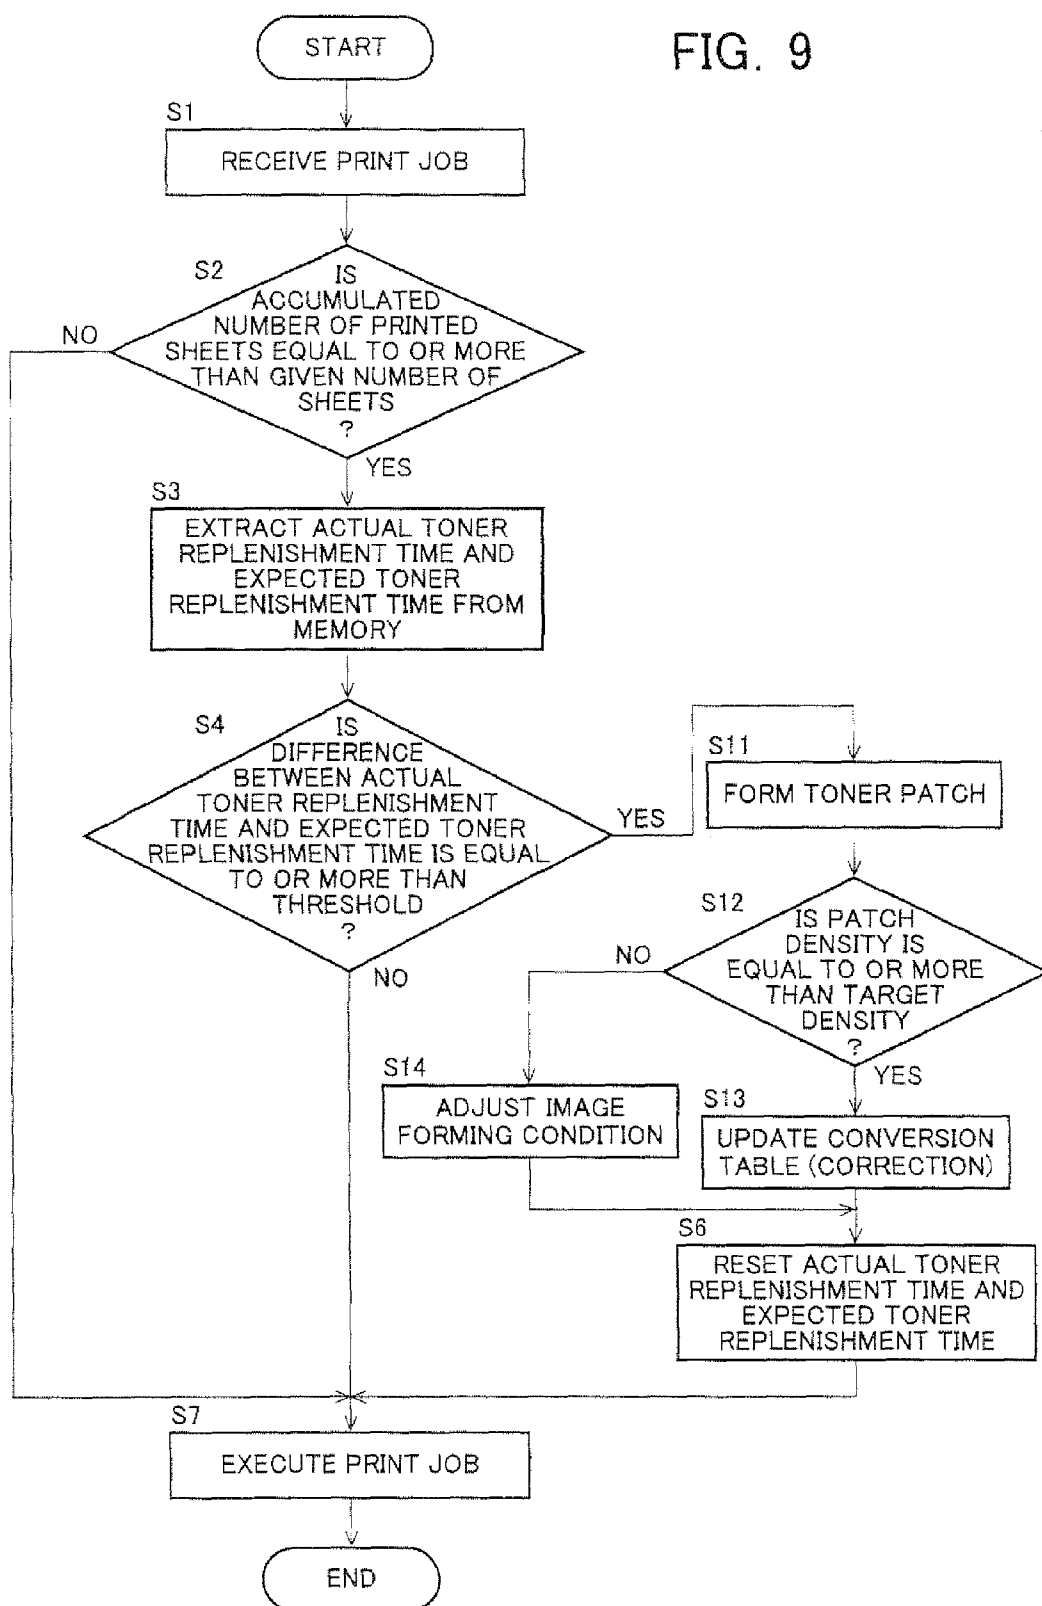 FIG. 9
START
S1
RECEIVE PRINT JOB
S2
IS
ACCUMULATED
NUMBER OF PRINTED
SHEETS EQUAL TO OR MORE
THAN GIVEN NUMBER OF
SHEETS
?
NO
YES
S3
EXTRACT ACTUAL TONER
REPLENISHMENT TIME AND
EXPECTED TONER
REPLENISHMENT TIME FROM
MEMORY
S4
IS
DIFFERENCE
BETWEEN ACTUAL
TONER REPLENISHMENT
TIME AND EXPECTED TONER
REPLENISHMENT TIME IS EQUAL
TO OR MORE THAN
THRESHOLD
?
YES
NO
S11
FORM TONER PATCH
S12
IS PATCH
DENSITY IS
EQUAL TO OR MORE
THAN TARGET
DENSITY
?
NO
YES
S14
ADJUST IMAGE
FORMING CONDITION
S13
UPDATE CONVERSION
TABLE (CORRECTION)
S6
RESET ACTUAL TONER
REPLENISHMENT TIME AND
EXPECTED TONER
REPLENISHMENT TIME
S7
EXECUTE PRINT JOB
END